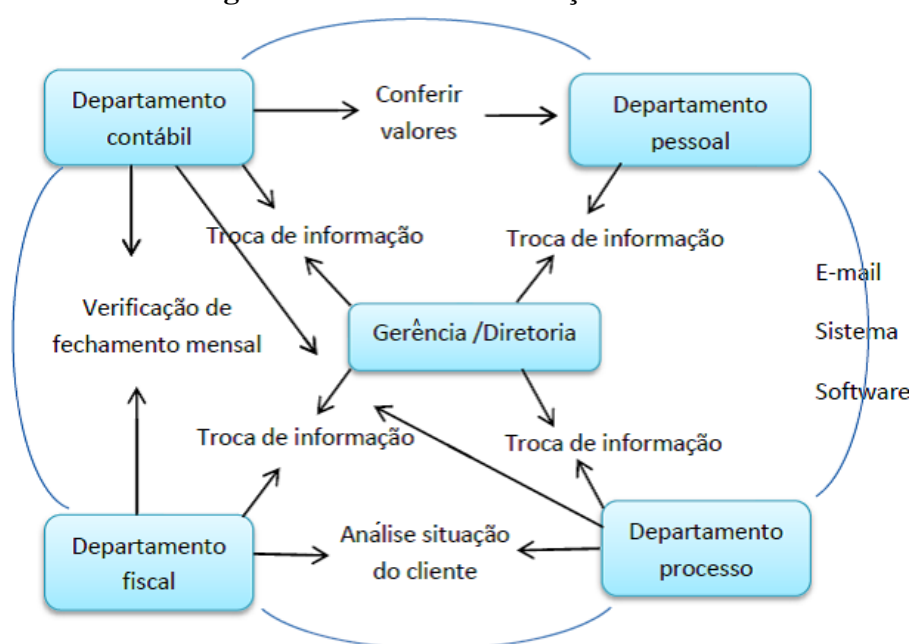 Departamento
contábil
Conferir
valores
Departamento
pessoal
Troca de informação
Troca de informação
E-mail
Sistema
Software
Verificação de
fechamento mensal
Gerência /Diretoria
Troca de informação
Troca de informação
Departamento
fiscal
Análise situação
do cliente
Departamento
processo